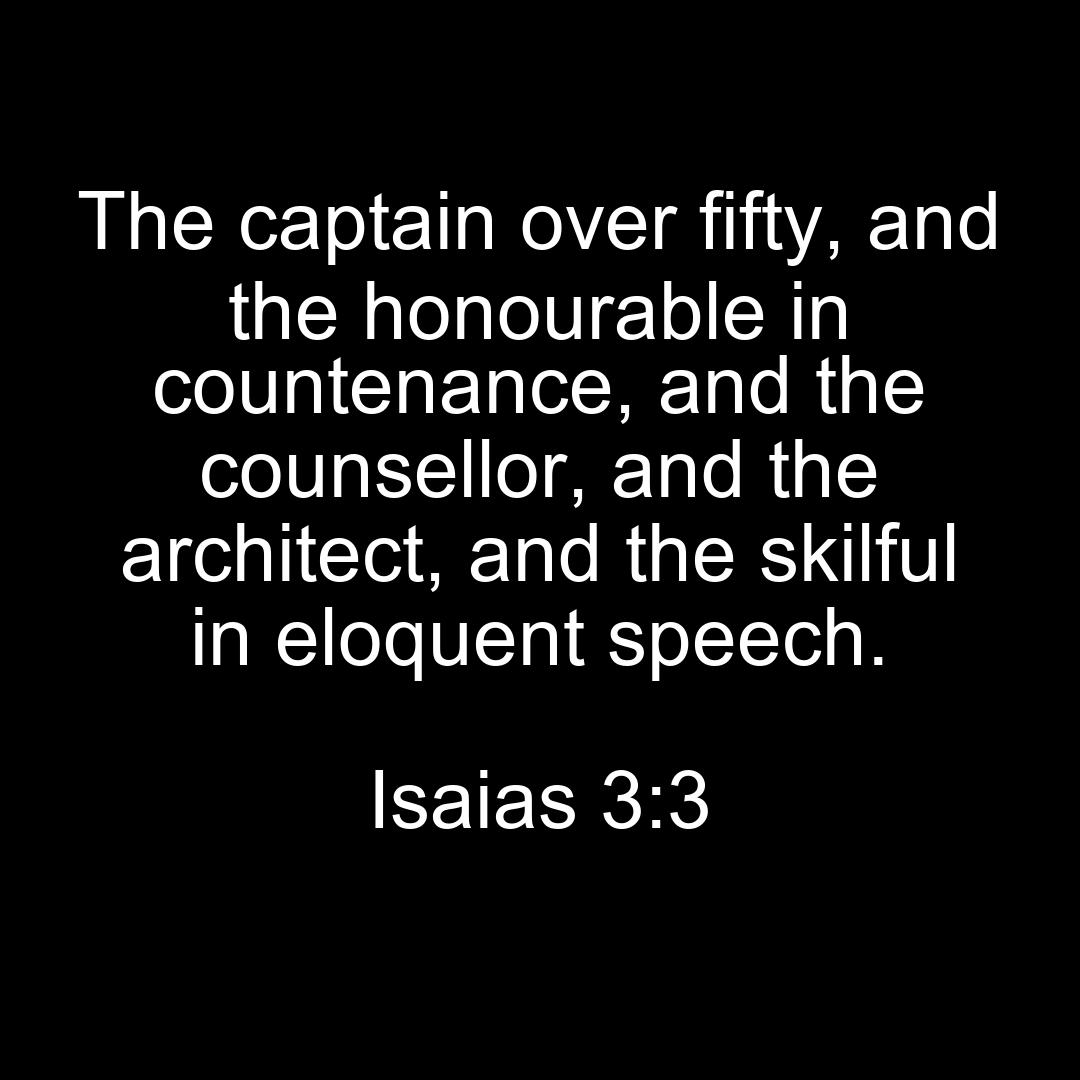 The captain over fifty, and
the honourable in
countenance, and the
counsellor, and the
architect, and the skilful
in eloquent speech.
Isaias 3:3